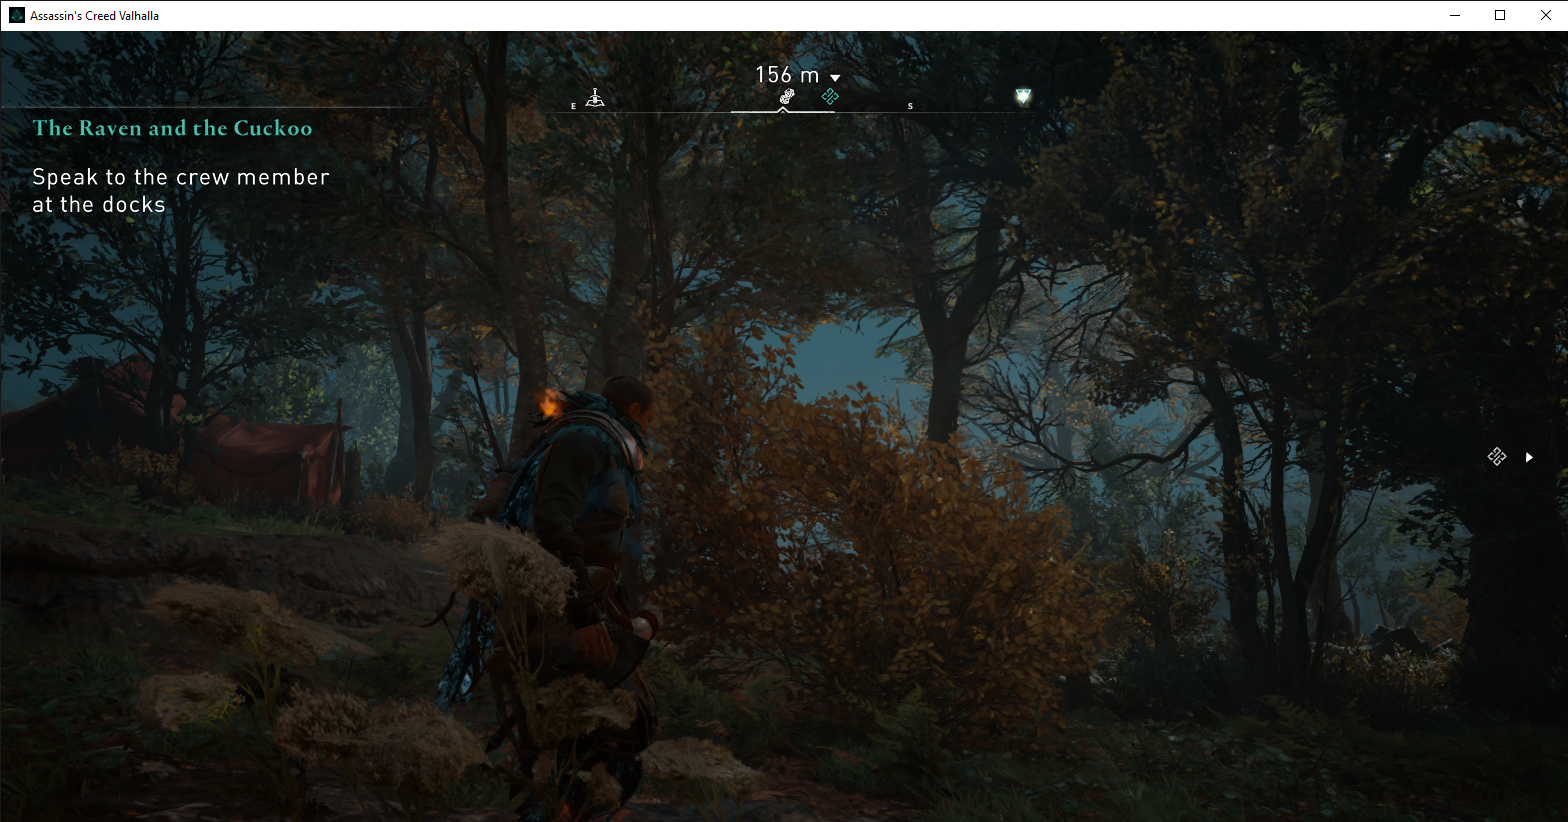 Assassin's Creed Valhalla
156 m
E
S
The Raven and the Cuckoo
Speak to the crew member
at the docks